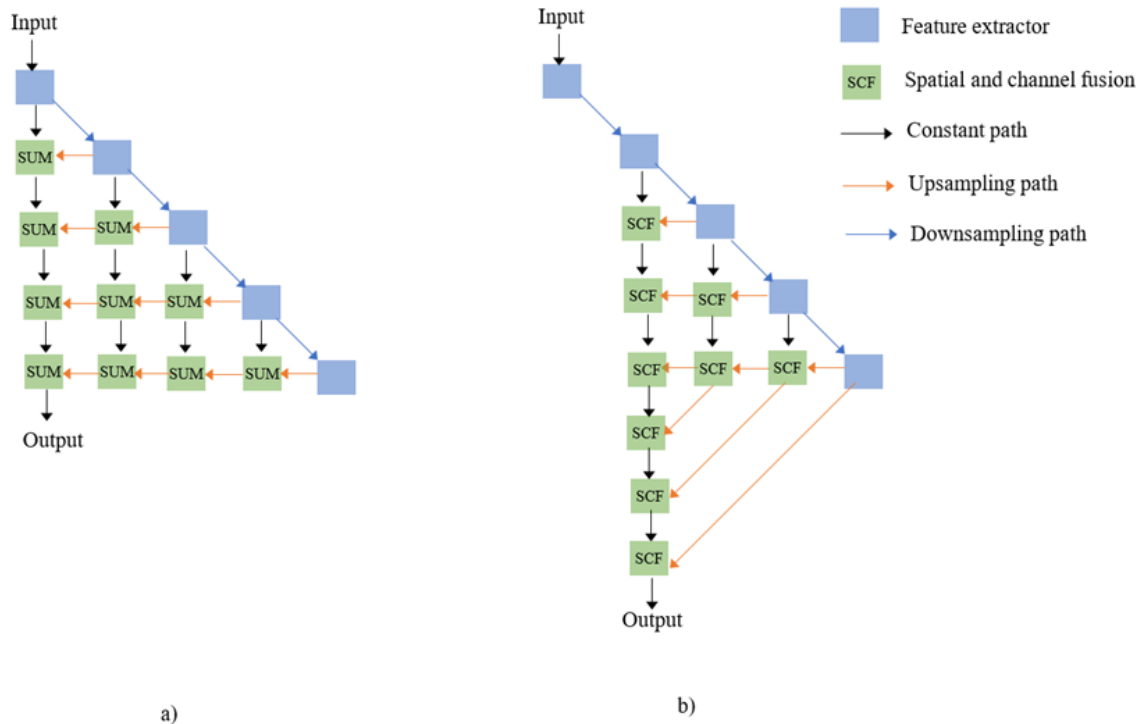 Input
SUM
SUM SUM
SUM SUM SUM
SUM SUM SUM SUM
Output
a)
Input
SCF
SCF SCF
SCF SCF SCF
SCF
SCF
SCF
Output
b)
Feature extractor
SCF Spatial and channel fusion
Constant path
Upsampling path
Downsampling path